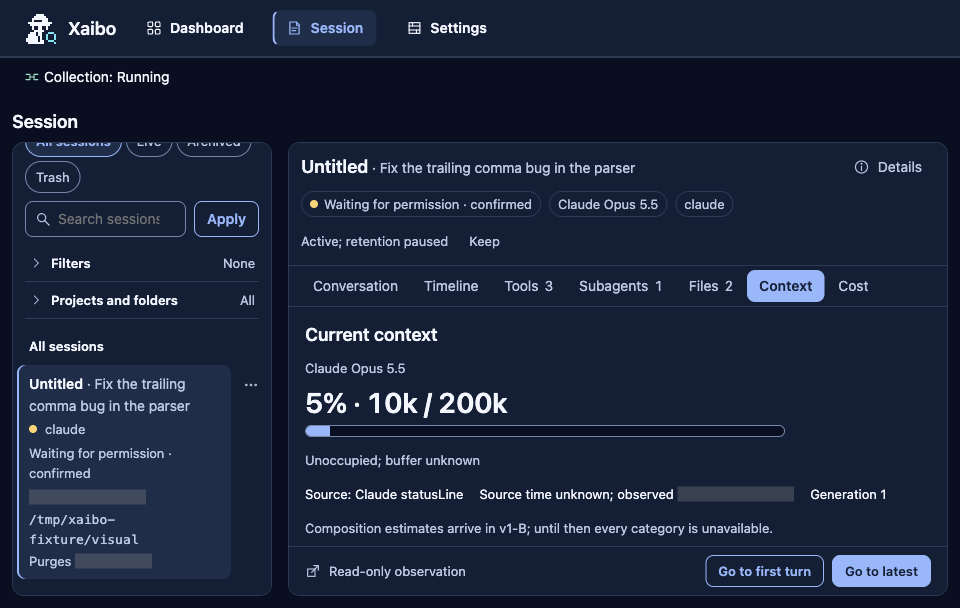 Xaibo
Dashboard
Session
Settings
Collection: Running
Session
All sessions
Live
Archived
Trash
Search sessions
Apply
Filters
None
Projects and folders
All
All sessions
Untitled · Fix the trailing
comma bug in the parser
claude
Waiting for permission ·
confirmed
/tmp/xaibo-
fixture/visual
Purges
Untitled · Fix the trailing comma bug in the parser
Details
Waiting for permission · confirmed
Claude Opus 5.5
claude
Active; retention paused
Keep
Conversation
Timeline
Tools 3
Subagents 1
Files 2
Context
Cost
Current context
Claude Opus 5.5
5% · 10k / 200k
Unoccupied; buffer unknown
Source: Claude statusLine
Source time unknown; observed
Generation 1
Composition estimates arrive in v1-B; until then every category is unavailable.
Read-only observation
Go to first turn
Go to latest